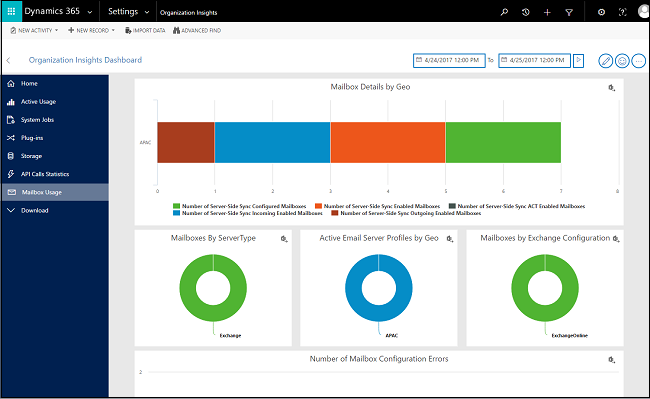 Dynamics 365 Settings Organization Insights
NEW ACTIVITY NEW RECORD IMPORT DATA ADVANCED FIND
Organization Insights Dashboard
4/24/2017 12:00 PM To 4/25/2017 12:00 PM
Home
Active Usage
System Jobs
Plug-ins
Storage
API Calls Statistics
Mailbox Usage
Download
Mailbox Details by Geo
APAC
0 1 2 3 4 5 6 7 8
Number of Server-Side Sync Configured Mailboxes Number of Server-Side Sync Enabled Mailboxes Number of Server-Side Sync ACT Enabled Mailboxes
Number of Server-Side Sync Incoming Enabled Mailboxes Number of Server-Side Sync Outgoing Enabled Mailboxes
Mailboxes By ServerType
Exchange
Active Email Server Profiles by Geo
APAC
Mailboxes by Exchange Configuration
ExchangeOnline
Number of Mailbox Configuration Errors
2